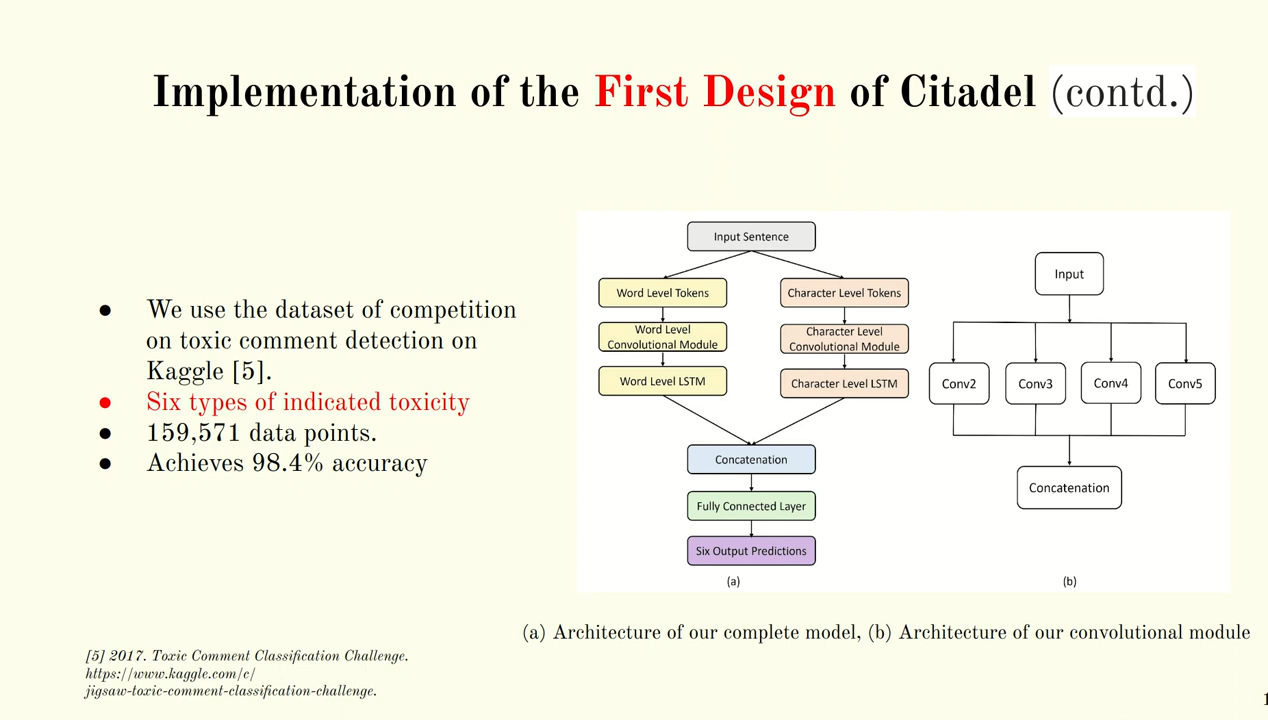 Implementation of the First Design of Citadel (contd.)
● We use the dataset of competition
on toxic comment detection on
Kaggle [5].
● Six types of indicated toxicity
● 159,571 data points.
● Achieves 98.4% accuracy
Input Sentence
Word Level Tokens
Character Level Tokens
Word Level
Convolutional Module
Character Level
Convolutional Module
Word Level LSTM
Character Level LSTM
Concatenation
Fully Connected Layer
Six Output Predictions
(a)
Input
Conv2
Conv3
Conv4
Conv5
Concatenation
(b)
(a) Architecture of our complete model, (b) Architecture of our convolutional module
[5] 2017. Toxic Comment Classification Challenge.
https://www.kaggle.com/c/
jigsaw-toxic-comment-classification-challenge.